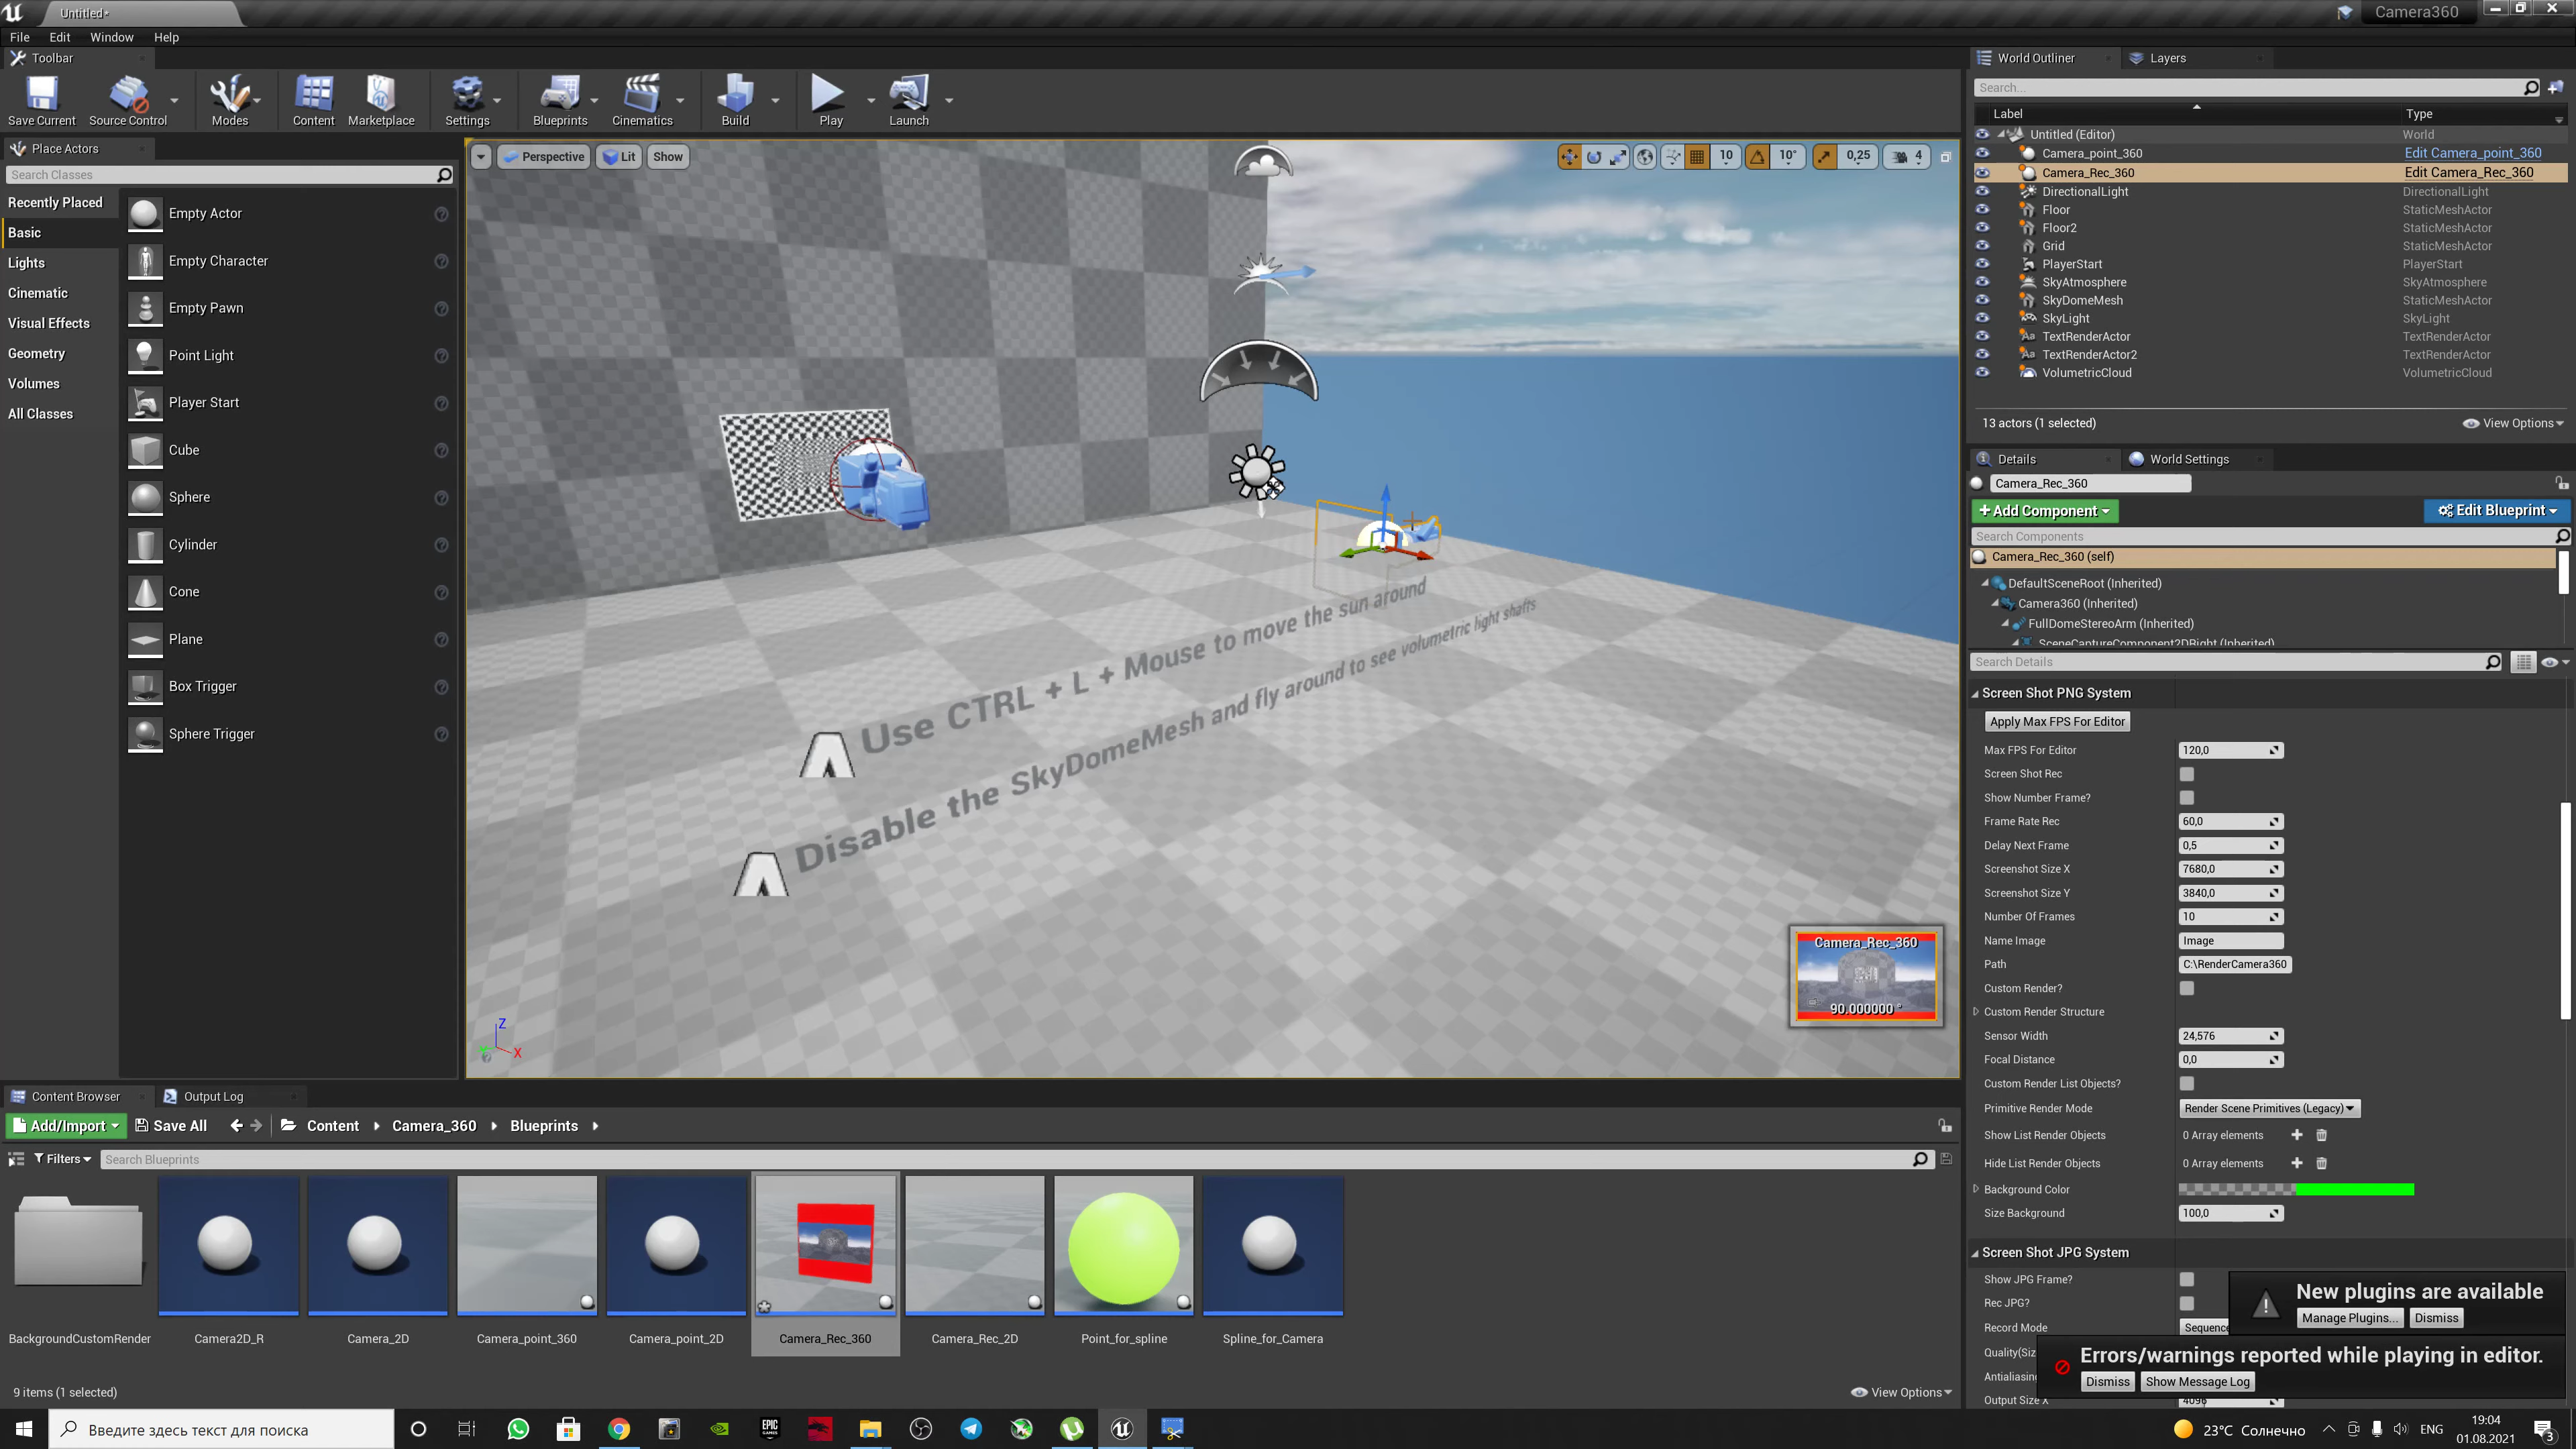 Untitled•
Camera360
File Edit Window Help
Toolbar
Save Current
Source Control
Modes
Content
Marketplace
Settings
Blueprints
Cinematics
Build
Play
Launch
Place Actors
Search Classes
Recently Placed
Basic
Lights
Cinematic
Visual Effects
Geometry
Volumes
All Classes
Empty Actor
Empty Character
Empty Pawn
Point Light
Player Start
Cube
Sphere
Cylinder
Cone
Plane
Box Trigger
Sphere Trigger
Perspective Lit Show
10 10° 0,25 4
Use CTRL + L + Mouse to move the sun around
Disable the SkyDomeMesh and fly around to see volumetric light shafts
Camera_Rec_360
90.000000 °
Z
X
World Outliner Layers
Search...
Label Type
Untitled (Editor) World
Camera_point_360 Edit Camera_point_360
Camera_Rec_360 Edit Camera_Rec_360
DirectionalLight DirectionalLight
Floor StaticMeshActor
Floor2 StaticMeshActor
Grid StaticMeshActor
PlayerStart PlayerStart
SkyAtmosphere SkyAtmosphere
SkyDomeMesh StaticMeshActor
SkyLight SkyLight
TextRenderActor TextRenderActor
TextRenderActor2 TextRenderActor
VolumetricCloud VolumetricCloud
13 actors (1 selected) View Options
Details World Settings
Camera_Rec_360
+Add Component Edit Blueprint
Search Components
Camera_Rec_360 (self)
DefaultSceneRoot (Inherited)
Camera360 (Inherited)
FullDomeStereoArm (Inherited)
SceneCaptureComponent2DRight (Inherited)
Search Details
Screen Shot PNG System
Apply Max FPS For Editor
Max FPS For Editor 120,0
Screen Shot Rec
Show Number Frame?
Frame Rate Rec 60,0
Delay Next Frame 0,5
Screenshot Size X 7680,0
Screenshot Size Y 3840,0
Number Of Frames 10
Name Image Image
Path C:\RenderCamera360
Custom Render?
Custom Render Structure
Sensor Width 24,576
Focal Distance 0,0
Custom Render List Objects?
Primitive Render Mode Render Scene Primitives (Legacy)
Show List Render Objects 0 Array elements
Hide List Render Objects 0 Array elements
Background Color
Size Background 100,0
Screen Shot JPG System
Show JPG Frame?
Rec JPG?
Record Mode Sequence
Quality(Siz
Antialiasin
Output Size X 4096
New plugins are available
Manage Plugins... Dismiss
Errors/warnings reported while playing in editor.
Dismiss Show Message Log
Content Browser Output Log
Add/Import Save All Content Camera_360 Blueprints
Filters Search Blueprints
BackgroundCustomRender
Camera2D_R
Camera_2D
Camera_point_360
Camera_point_2D
Camera_Rec_360
Camera_Rec_2D
Point_for_spline
Spline_for_Camera
9 items (1 selected) View Options
Введите здесь текст для поиска
EPIC
GAMES
23°C Солнечно
ENG
19:04
01.08.2021
3